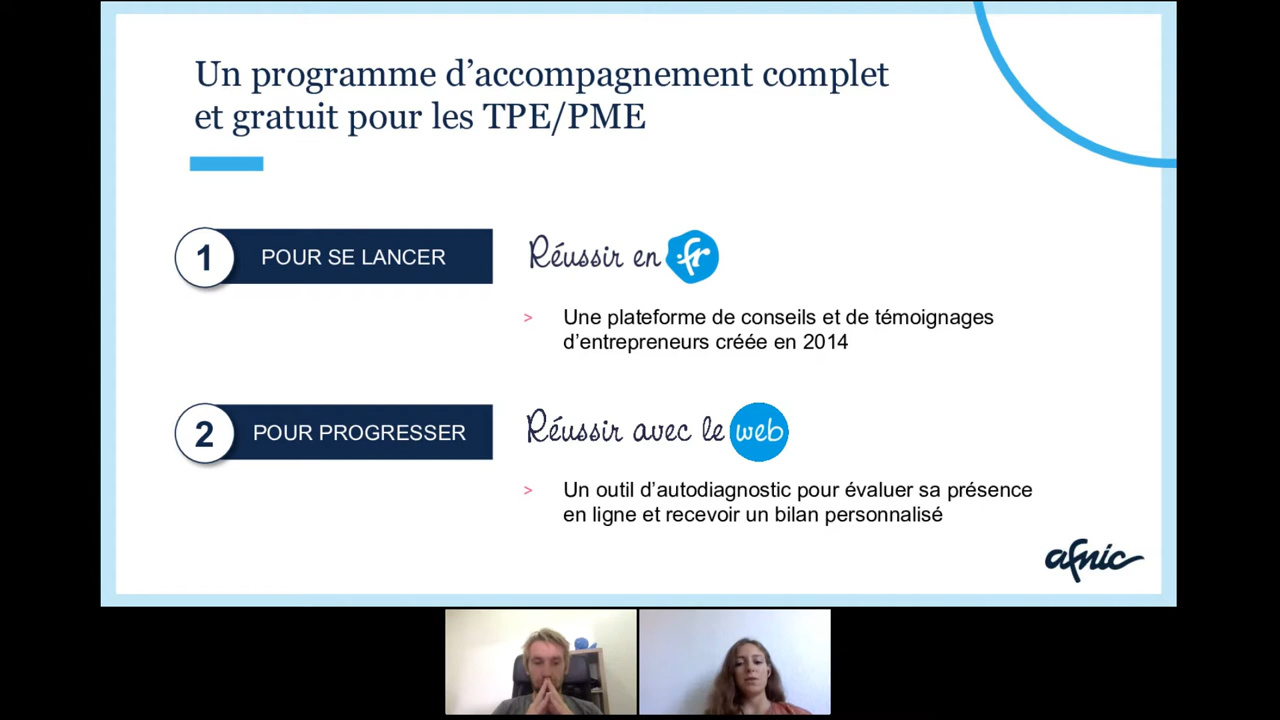 Un programme d’accompagnement complet
et gratuit pour les TPE/PME
1
POUR SE LANCER
Réussir en .fr
> Une plateforme de conseils et de témoignages
d’entrepreneurs créée en 2014
2
POUR PROGRESSER
Réussir avec le web
> Un outil d’autodiagnostic pour évaluer sa présence
en ligne et recevoir un bilan personnalisé
afnic